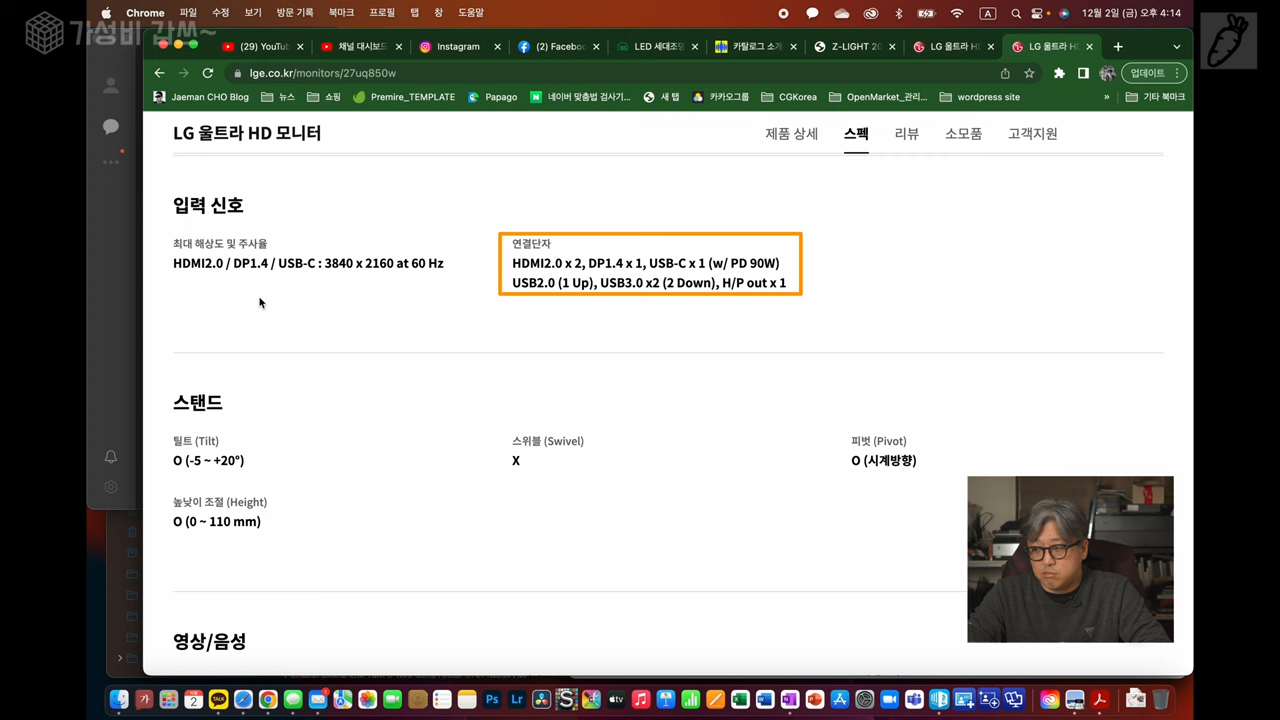 가성비 갑쓰~
Chrome 파일 수정 보기 방문 기록 북마크 프로필 탭 창 도움말
A 12월 2일 (금) 오후 4:14
(29) YouTu
채널 대시보드
Instagram
(2) Facebo
LED 세대조명
카탈로그 소개
Z-LIGHT 20
LG 울트라 HD
LG 울트라 HD
lge.co.kr/monitors/27uq850w
업데이트
Jaeman CHO Blog 뉴스 쇼핑 Premire_TEMPLATE Papago 네이버 맞춤법 검사기... 새 탭 카카오그룹 CGKorea OpenMarket_관리... wordpress site » 기타 북마크
LG 울트라 HD 모니터
제품 상세 스펙 리뷰 소모품 고객지원
입력 신호
최대 해상도 및 주사율
HDMI2.0 / DP1.4 / USB-C : 3840 x 2160 at 60 Hz
연결단자
HDMI2.0 x 2, DP1.4 x 1, USB-C x 1 (w/ PD 90W)
USB2.0 (1 Up), USB3.0 x2 (2 Down), H/P out x 1
스탠드
틸트 (Tilt)
O (-5 ~ +20º)
스위블 (Swivel)
X
피벗 (Pivot)
O (시계방향)
높낮이 조절 (Height)
O (0 ~ 110 mm)
영상/음성